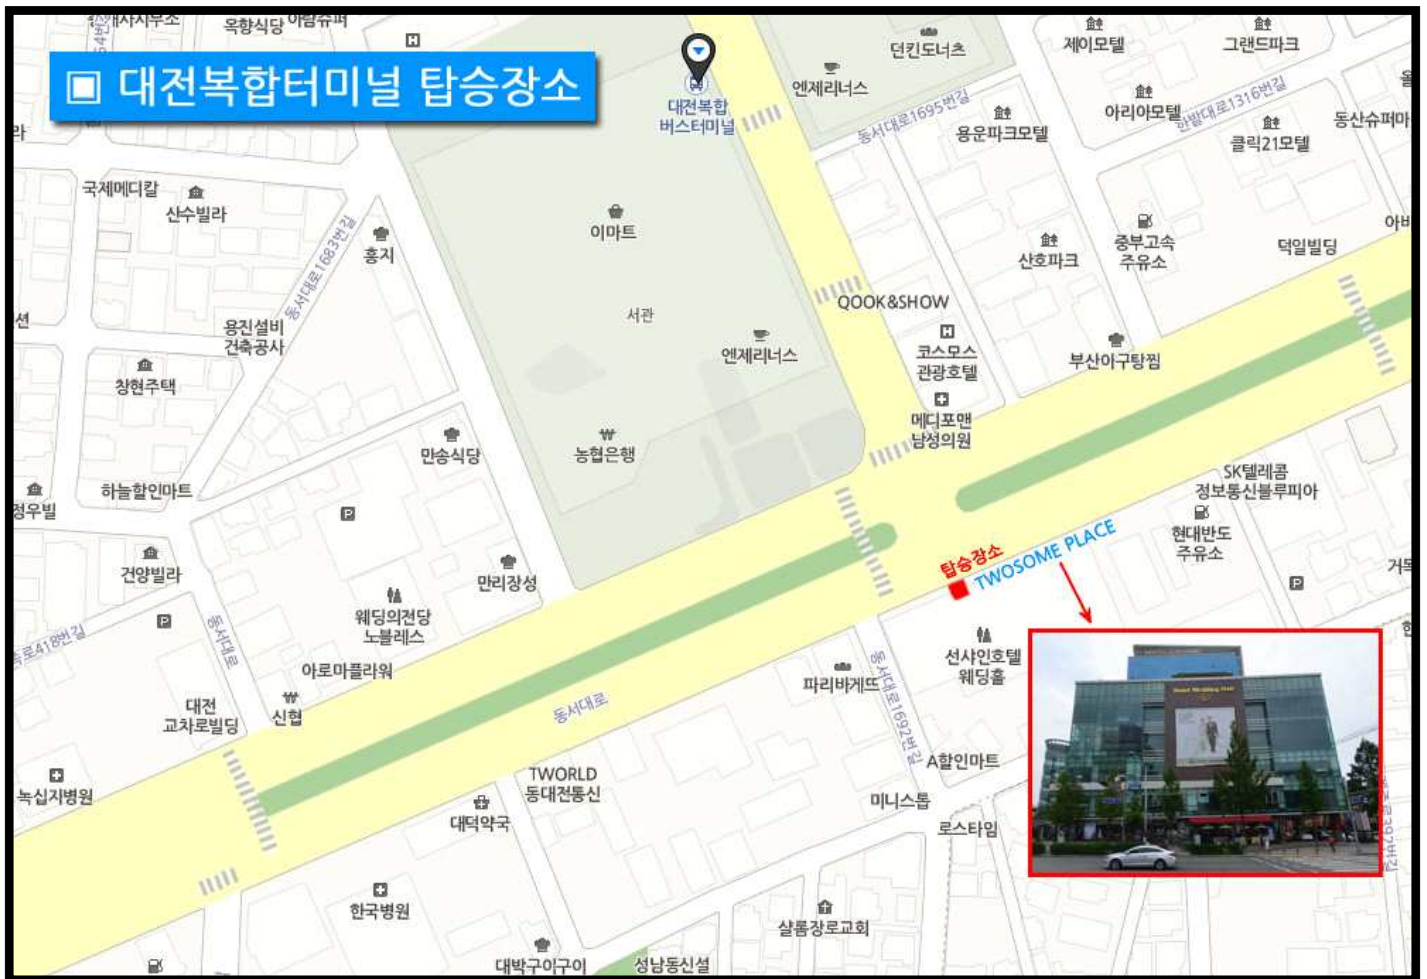 옥향식당
아람슈퍼
▣ 대전복합터미널 탑승장소
대전복합
버스터미널
엔제리너스
던킨도너츠
제이모텔
그랜드파크
아리아모텔
한밭대로1316번길
동서대로1695번길
용운파크모텔
클릭21모텔
동산슈퍼마
국제메디칼
산수빌라
이마트
홍지
동서대로1683번길
중부고속
주유소
산호파크
덕일빌딩
서관
QOOK&SHOW
용진설비
건축공사
엔제리너스
코스모스
관광호텔
부산아구탕찜
창현주택
메디포맨
남성의원
만송식당
농협은행
하늘할인마트
정우빌
SK텔레콤
정보통신블루피아
현대반도
주유소
탑승장소
TWOSOME PLACE
건양빌라
만리장성
웨딩의전당
노블레스
동서대로
아로마플라워
선샤인호텔
웨딩홀
파리바게뜨
동서대로1692번길
대전
교차로빌딩
신협
동서대로
A할인마트
녹십자병원
TWORLD
동대전통신
대덕약국
미니스톱
로스타임
한국병원
샬롬장로교회
대박구이구이
성남동신설